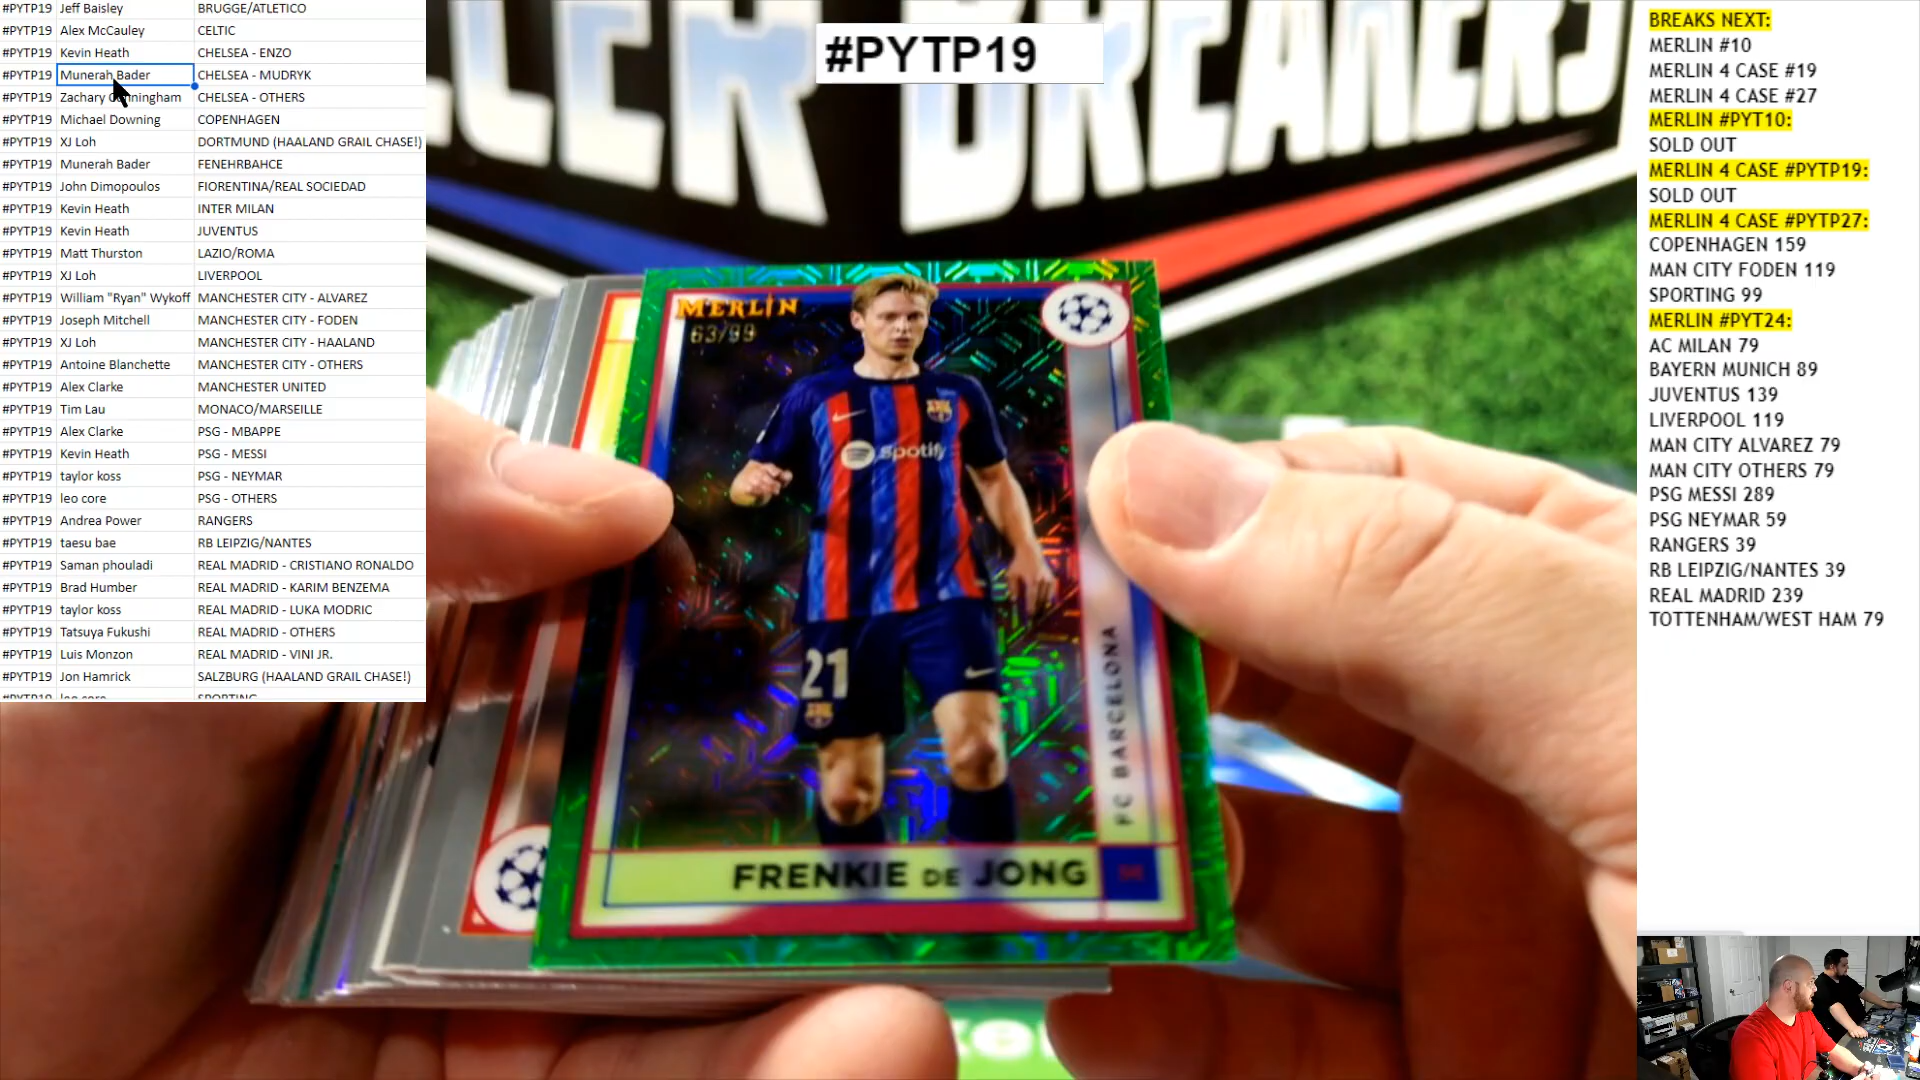 #PYTP19 Jeff Baisley BRUGGE/ATLETICO
#PYTP19 Alex McCauley CELTIC
#PYTP19 Kevin Heath CHELSEA - ENZO
#PYTP19 Munerah Bader CHELSEA - MUDRYK
#PYTP19 Zachary CHELSEA - OTHERS
#PYTP19 Michael Downing COPENHAGEN
#PYTP19 XJ Loh DORTMUND (HAALAND GRAIL CHASE!)
#PYTP19 Munerah Bader FENEHRBAHCE
#PYTP19 John Dimopoulos FIORENTINA/REAL SOCIEDAD
#PYTP19 Kevin Heath INTER MILAN
#PYTP19 Kevin Heath JUVENTUS
#PYTP19 Matt Thurston LAZIO/ROMA
#PYTP19 XJ Loh LIVERPOOL
#PYTP19 William "Ryan" Wykoff MANCHESTER CITY - ALVAREZ
#PYTP19 Joseph Mitchell MANCHESTER CITY - FODEN
#PYTP19 XJ Loh MANCHESTER CITY - HAALAND
#PYTP19 Antoine Blanchette MANCHESTER CITY - OTHERS
#PYTP19 Alex Clarke MANCHESTER UNITED
#PYTP19 Tim Lau MONACO/MARSEILLE
#PYTP19 Alex Clarke PSG - MBAPPE
#PYTP19 Kevin Heath PSG - MESSI
#PYTP19 taylor koss PSG - NEYMAR
#PYTP19 leo core PSG - OTHERS
#PYTP19 Andrea Power RANGERS
#PYTP19 taesu bae RB LEIPZIG/NANTES
#PYTP19 Saman phouladi REAL MADRID - CRISTIANO RONALDO
#PYTP19 Brad Humber REAL MADRID - KARIM BENZEMA
#PYTP19 taylor koss REAL MADRID - LUKA MODRIC
#PYTP19 Tatsuya Fukushi REAL MADRID - OTHERS
#PYTP19 Luis Monzon REAL MADRID - VINI JR.
#PYTP19 Jon Hamrick SALZBURG (HAALAND GRAIL CHASE!)
#PYTP19 leo core SPORTING
#PYTP19
BREAKERS
MERLIN
63/99
Spotify
21
FC BARCELONA
FRENKIE DE JONG
BREAKS NEXT:
MERLIN #10
MERLIN 4 CASE #19
MERLIN 4 CASE #27
MERLIN #PYT10:
SOLD OUT
MERLIN 4 CASE #PYTP19:
SOLD OUT
MERLIN 4 CASE #PYTP27:
COPENHAGEN 159
MAN CITY FODEN 119
SPORTING 99
MERLIN #PYT24:
AC MILAN 79
BAYERN MUNICH 89
JUVENTUS 139
LIVERPOOL 119
MAN CITY ALVAREZ 79
MAN CITY OTHERS 79
PSG MESSI 289
PSG NEYMAR 59
RANGERS 39
RB LEIPZIG/NANTES 39
REAL MADRID 239
TOTTENHAM/WEST HAM 79